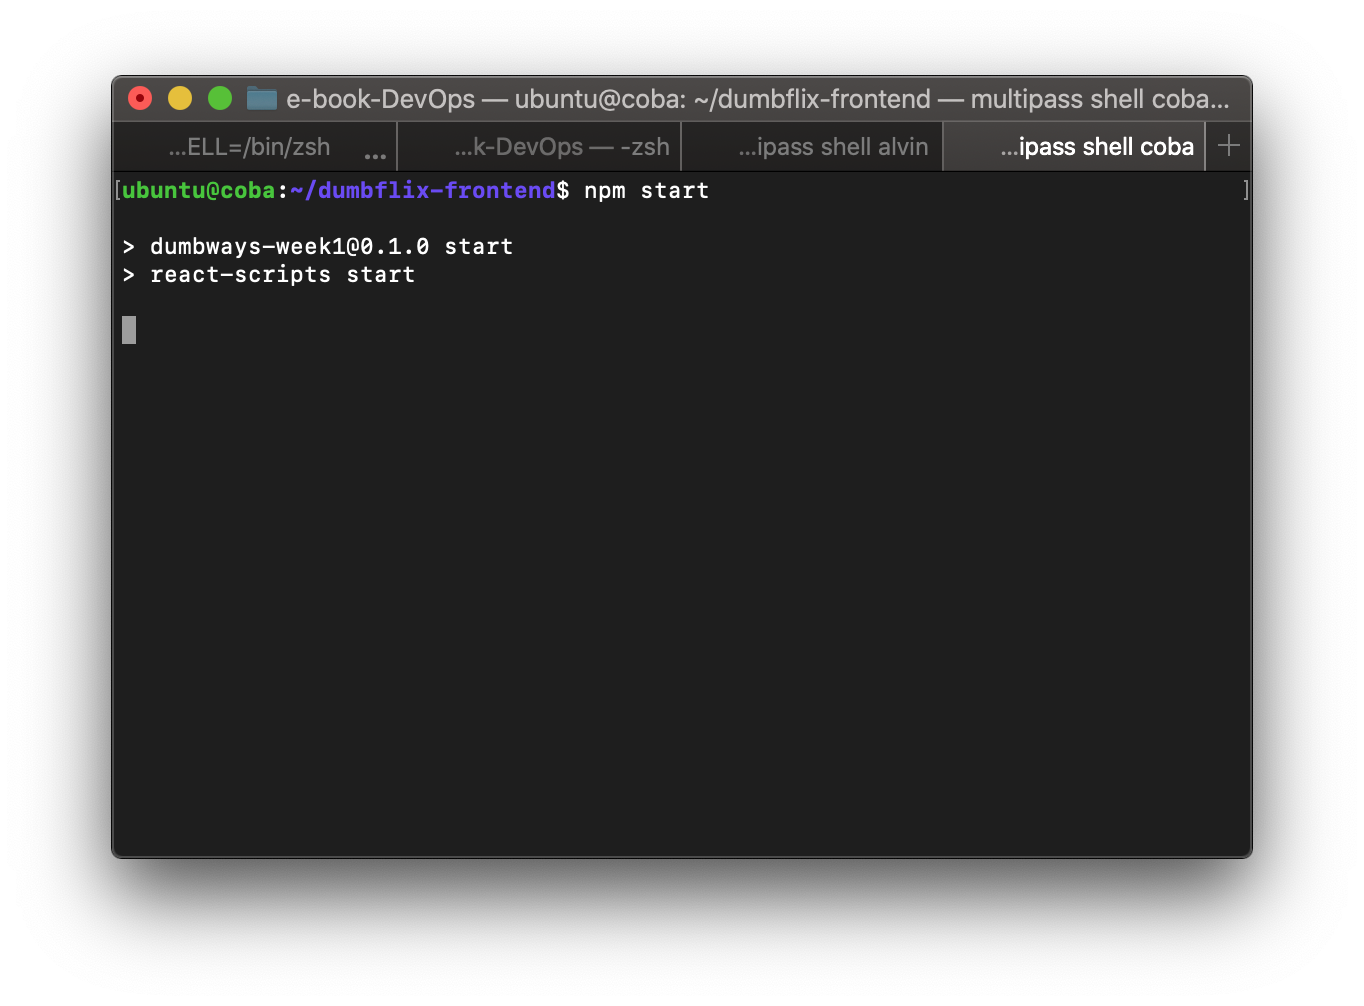 e-book-DevOps — ubuntu@coba: ~/dumbflix-frontend — multipass shell coba...
...ELL=/bin/zsh ... ...k-DevOps — -zsh ...ipass shell alvin ...ipass shell coba +
[ubuntu@coba:~/dumbflix-frontend$ npm start ]
> dumbways-week1@0.1.0 start
> react-scripts start